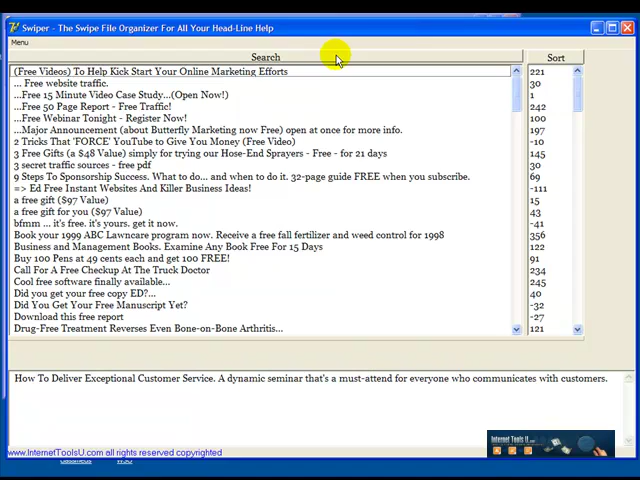 Swiper - The Swipe File Organizer For All Your Head-Line Help
Menu
Search
Sort
(Free Videos) To Help Kick Start Your Online Marketing Efforts 221
... Free website traffic. 30
...Free 15 Minute Video Case Study...(Open Now!) 1
...Free 50 Page Report - Free Traffic! 242
...Free Webinar Tonight - Register Now! 100
...Major Announcement (about Butterfly Marketing now Free) open at once for more info. 197
2 Tricks That 'FORCE' YouTube to Give You Money (Free Video) -10
3 Free Gifts (a $48 Value) simply for trying our Hose-End Sprayers - Free - for 21 days 145
3 secret traffic sources - free pdf 30
9 Steps To Sponsorship Success. What to do... and when to do it. 32-page guide FREE when you subscribe. 69
=> Ed Free Instant Websites And Killer Business Ideas! -111
a free gift ($97 Value) 15
a free gift for you ($97 Value) 43
bfmm ... it's free. it's yours. get it now. -41
Book your 1999 ABC Lawncare program now. Receive a free fall fertilizer and weed control for 1998 356
Business and Management Books. Examine Any Book Free For 15 Days 122
Buy 100 Pens at 49 cents each and get 100 FREE! 91
Call For A Free Checkup At The Truck Doctor 234
Cool free software finally available... 245
Did you get your free copy ED?... 40
Did You Get Your Free Manuscript Yet? -32
Download this free report -27
Drug-Free Treatment Reverses Even Bone-on-Bone Arthritis... 121
How To Deliver Exceptional Customer Service. A dynamic seminar that's a must-attend for everyone who communicates with customers.
Internet Tools U.com
www.InternetToolsU.com all rights reserved copyrighted